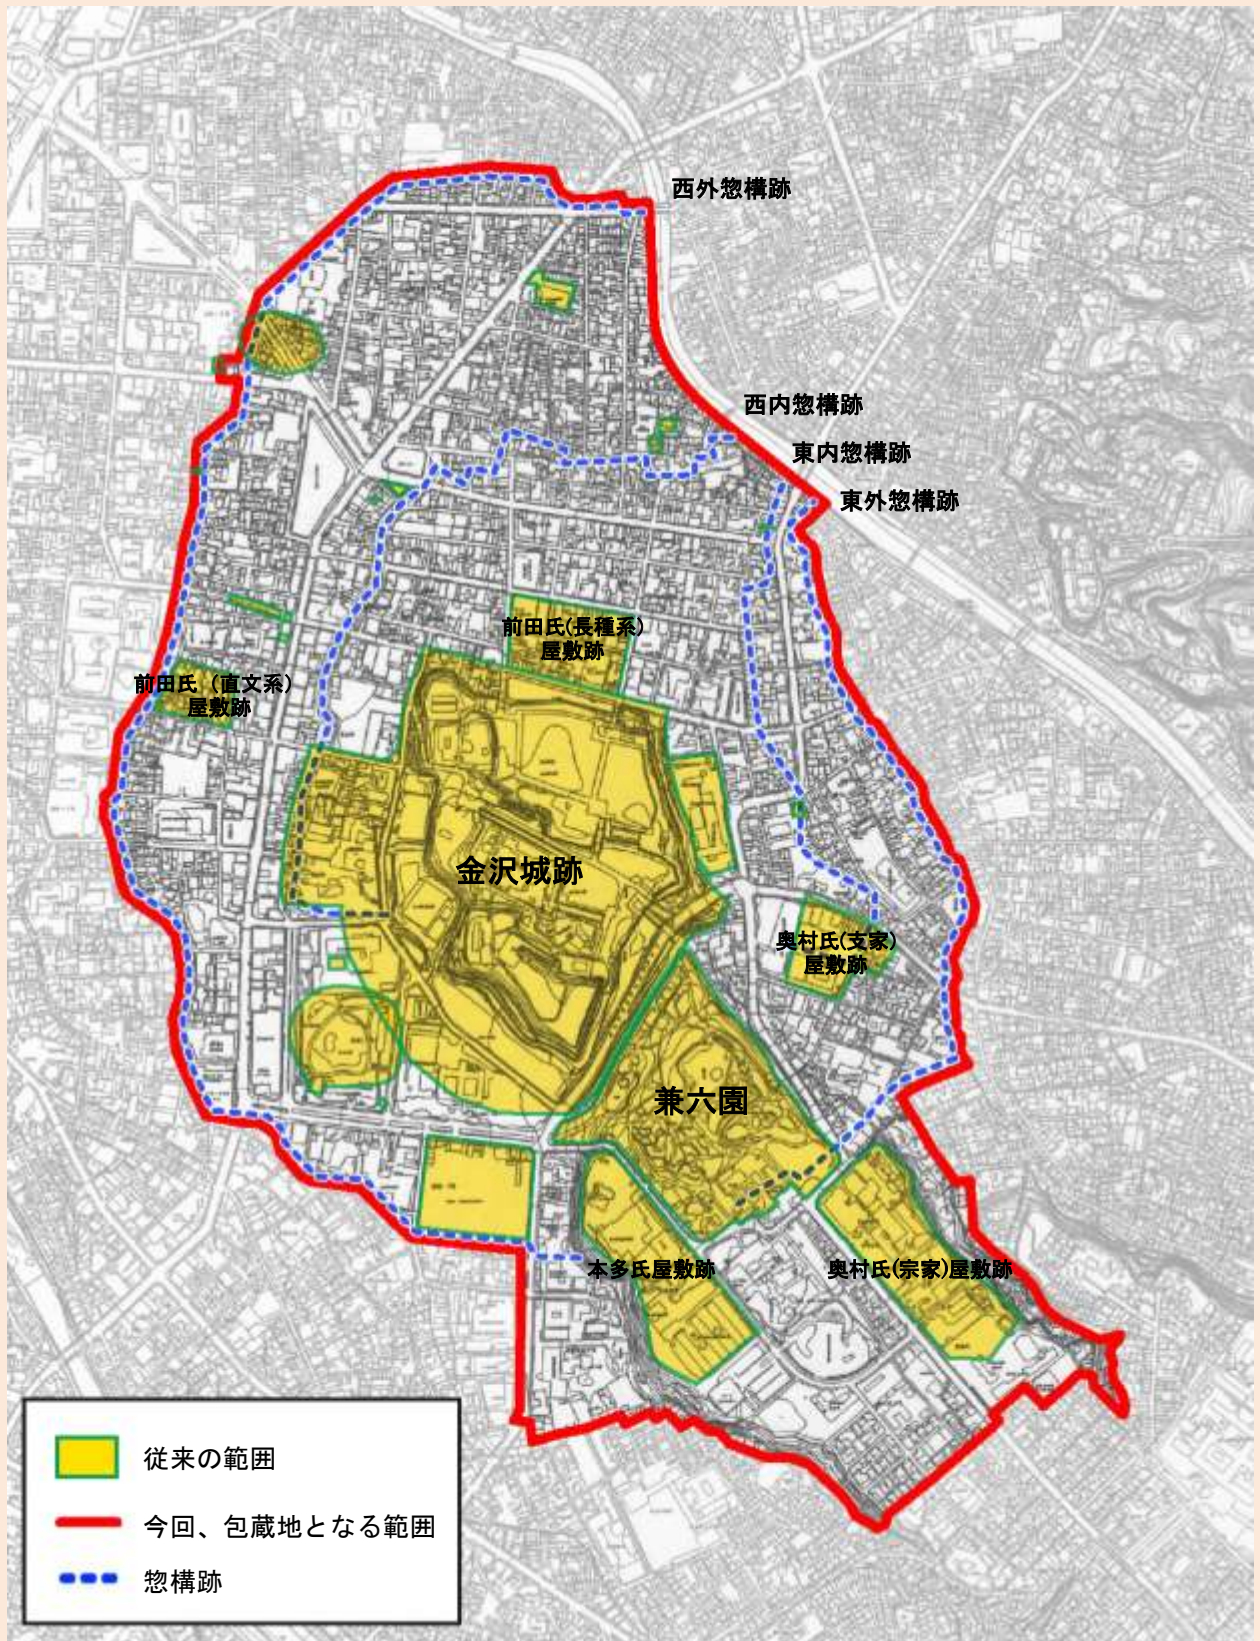 西外惣構跡
西内惣構跡
東内惣構跡
東外惣構跡
前田氏(長種系)
屋敷跡
前田氏（直文系）
屋敷跡
金沢城跡
奥村氏(支家)
屋敷跡
兼六園
本多氏屋敷跡
奥村氏(宗家)屋敷跡
従来の範囲
今回、包蔵地となる範囲
惣構跡